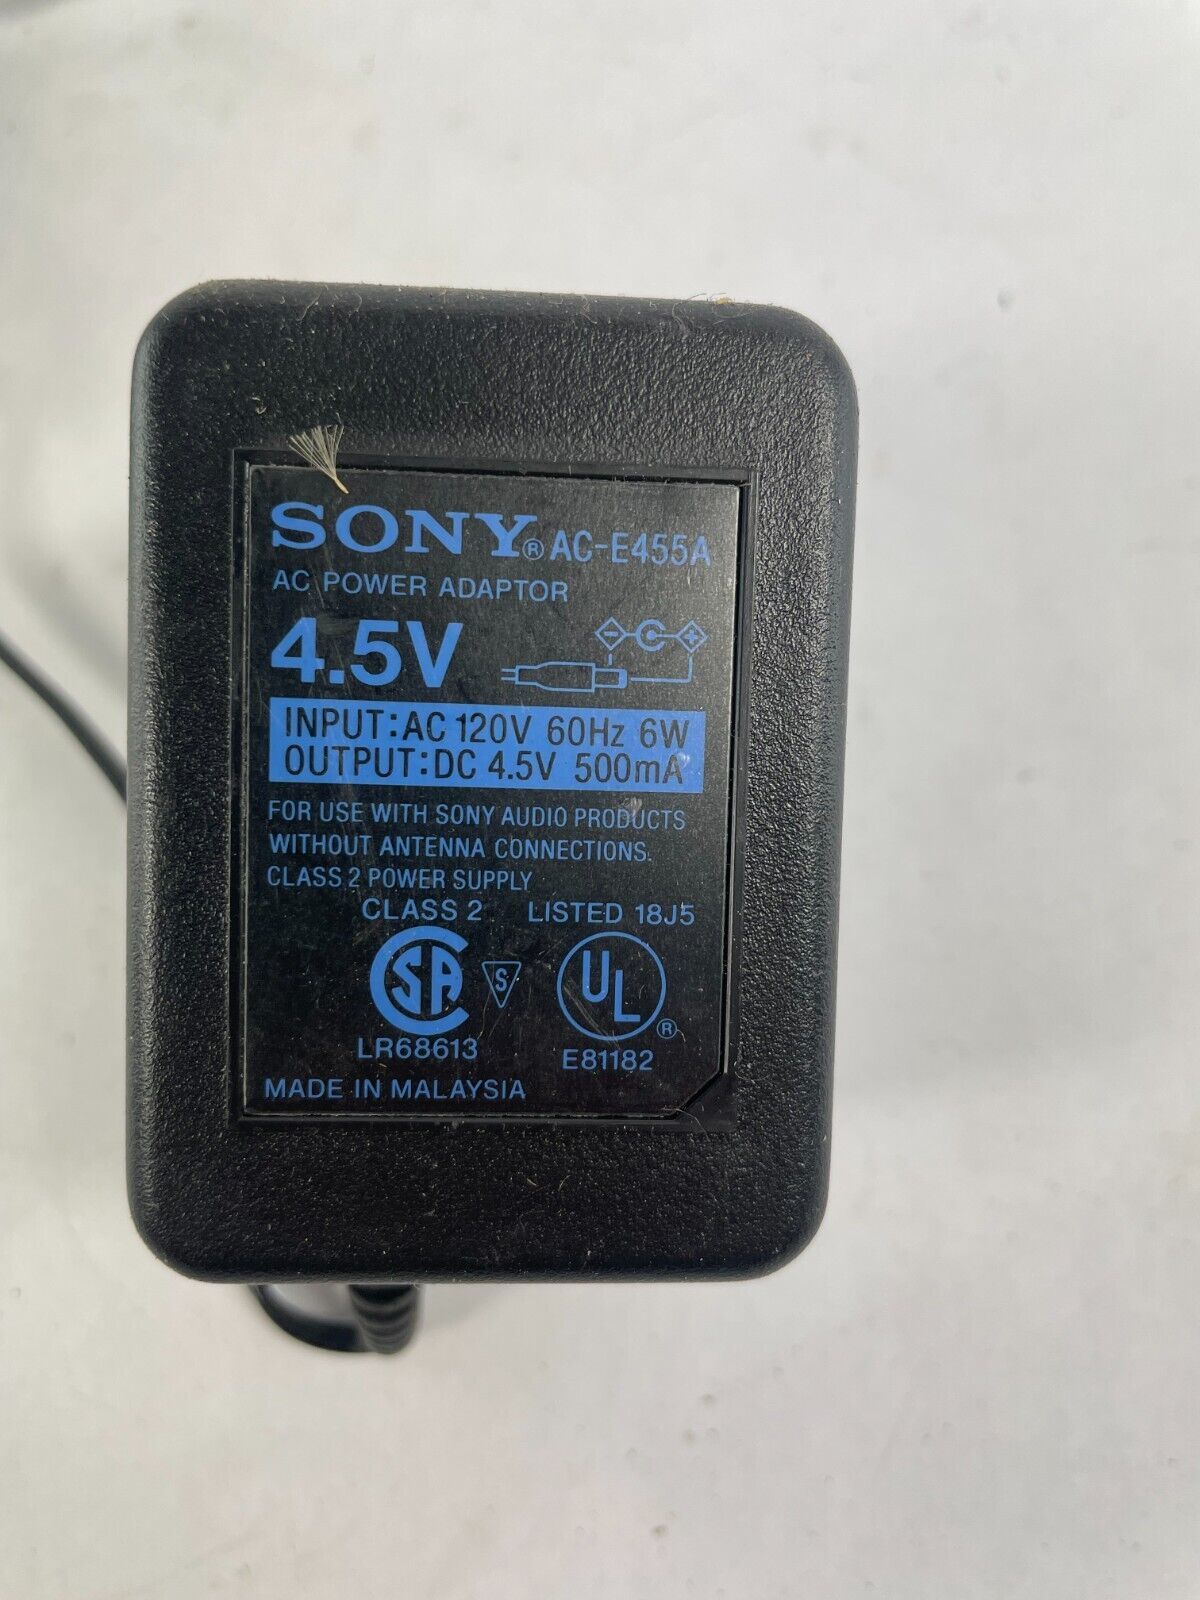 SONY® AC-E455A
AC POWER ADAPTOR
4.5V
- C +
INPUT:AC 120V 60Hz 6W
OUTPUT:DC 4.5V 500mA
FOR USE WITH SONY AUDIO PRODUCTS
WITHOUT ANTENNA CONNECTIONS.
CLASS 2 POWER SUPPLY
CLASS 2 LISTED 18J5
CSA S UL®
LR68613 E81182
MADE IN MALAYSIA